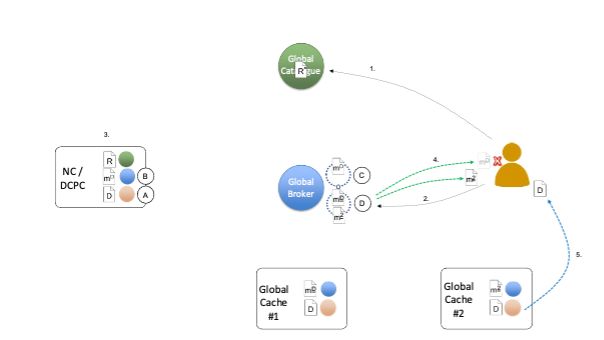 Global
Catalogue
R
1.
3.
NC /
DCPC
R
D
B
A
Global
Broker
C
D
4.
2.
D
5.
Global
Cache
#1
D
Global
Cache
#2
D